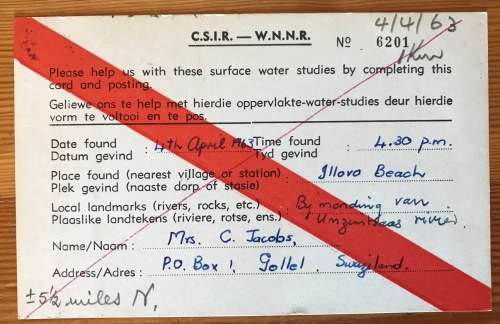 C.S.I.R. — W.N.N.R.
4/4/63
Nº 6201
Please help us with these surface water studies by completing this
card and posting.
Geliewe ons te help met hierdie oppervlakte-water-studies deur hierdie
vorm te voltooi en te pos.
Date found : 4th April 1963 Time found : 4.30 p.m.
Datum gevind Tyd gevind
Place found (nearest village or station) : Illovo Beach
Plek gevind (naaste dorp of stasie)
Local landmarks (rivers, rocks, etc.) : By monding van
Plaaslike landtekens (riviere, rotse, ens.) rivier
Name/Naam : Mrs. C. Jacobs,
Address/Adres : P.O. Box 1, Gollel, Swaziland.
±5½ miles N.